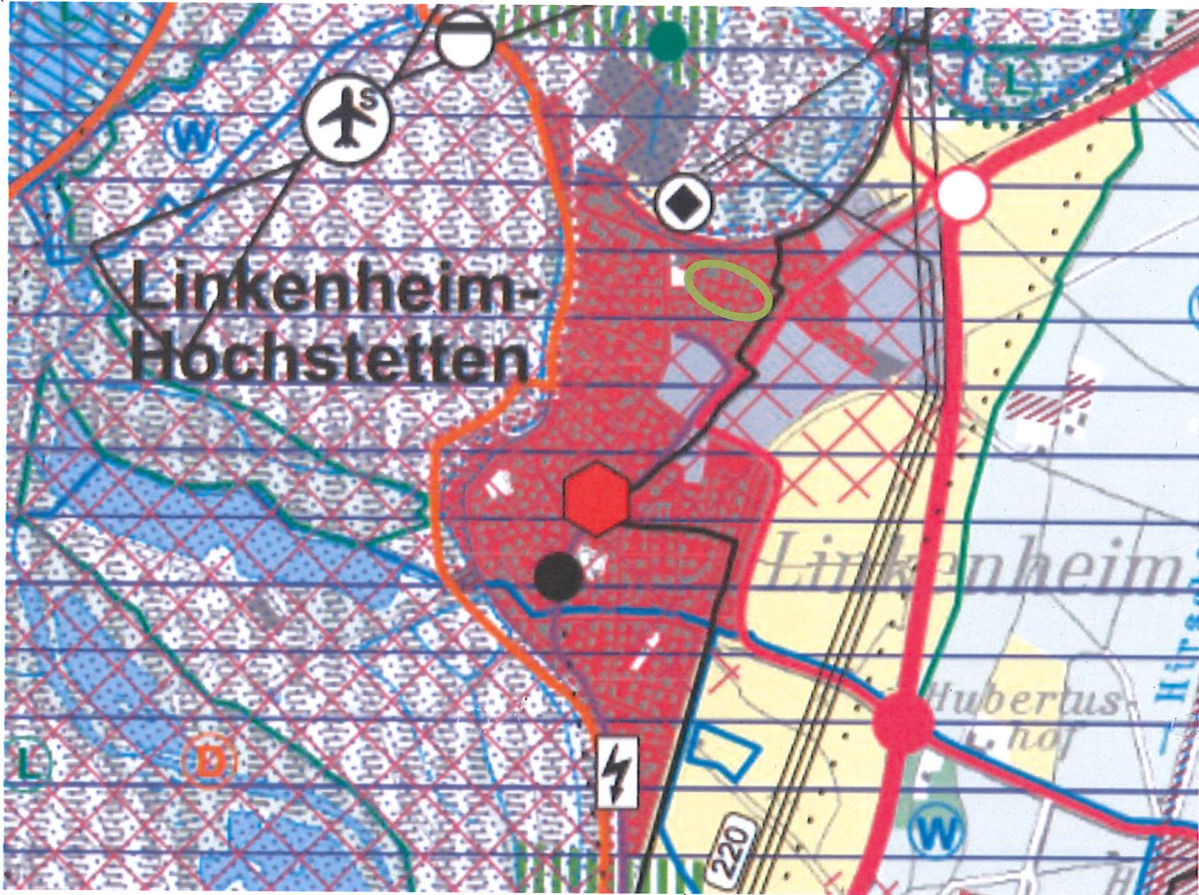 L
S
W
L
Linkenheim-
Hochstetten
Linkenheim
Hubertus-
hof
L
D
W
220